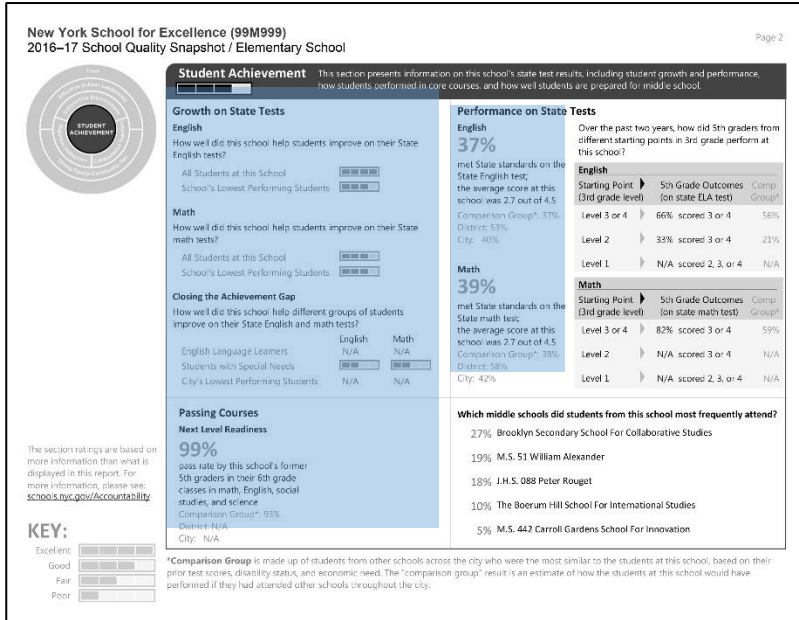 New York School for Excellence (99M999)
2016–17 School Quality Snapshot / Elementary School
Page 2
STUDENT
ACHIEVEMENT
Student Achievement
This section presents information on this school's state test results, including student growth and performance,
how students performed in core courses, and how well students are prepared for middle school.
Growth on State Tests
English
How well did this school help students improve on their State
English tests?
All Students at this School
School's Lowest Performing Students
Math
How well did this school help students improve on their State
math tests?
All Students at this School
School's Lowest Performing Students
Closing the Achievement Gap
How well did this school help different groups of students
improve on their State English and math tests?
English Math
English Language Learners N/A N/A
Students with Special Needs
City's Lowest Performing Students N/A N/A
Performance on State Tests
English
37%
met State standards on the
State English test;
the average score at this
school was 2.7 out of 4.5
Comparison Group*: 37%
District: 53%
City: 40%
Math
39%
met State standards on the
State math test;
the average score at this
school was 2.7 out of 4.5
Comparison Group*: 38%
District: 58%
City: 42%
Over the past two years, how did 5th graders from
different starting points in 3rd grade perform at
this school?
English
Starting Point 5th Grade Outcomes Comp
(3rd grade level) (on state ELA test) Group*
Level 3 or 4 66% scored 3 or 4 56%
Level 2 33% scored 3 or 4 21%
Level 1 N/A scored 2, 3, or 4 N/A
Math
Starting Point 5th Grade Outcomes Comp
(3rd grade level) (on state math test) Group*
Level 3 or 4 82% scored 3 or 4 59%
Level 2 N/A scored 3 or 4 N/A
Level 1 N/A scored 2, 3, or 4 N/A
Passing Courses
Next Level Readiness
99%
pass rate by this school's former
5th graders in their 6th grade
classes in math, English, social
studies, and science
Comparison Group*: 93%
District: N/A
City: N/A
Which middle schools did students from this school most frequently attend?
27% Brooklyn Secondary School For Collaborative Studies
19% M.S. 51 William Alexander
18% J.H.S. 088 Peter Rouget
10% The Boerum Hill School For International Studies
5% M.S. 442 Carroll Gardens School For Innovation
The section ratings are based on
more information than what is
displayed in this report. For
more information, please see:
schools.nyc.gov/Accountability
KEY:
Excellent
Good
Fair
Poor
*Comparison Group is made up of students from other schools across the city who were the most similar to the students at this school, based on their
prior test scores, disability status, and economic need. The "comparison group" result is an estimate of how the students at this school would have
performed if they had attended other schools throughout the city.